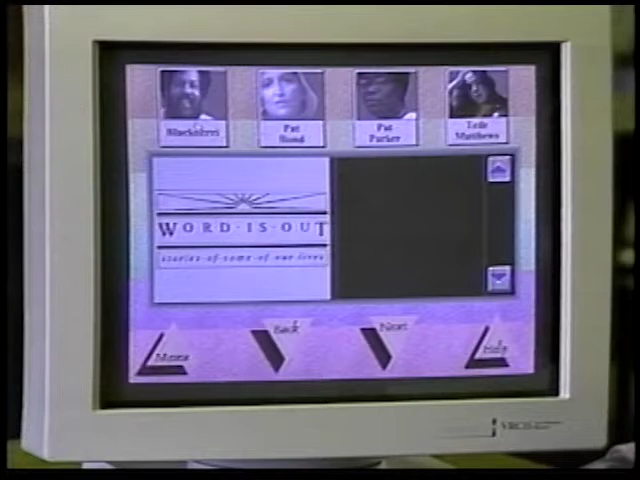 Blackberri
Pat
Bond
Pat
Parker
Tede
Matthews
WORD·IS·OUT
stories-of-some-of our-lives
Menu
Back
Next
Help